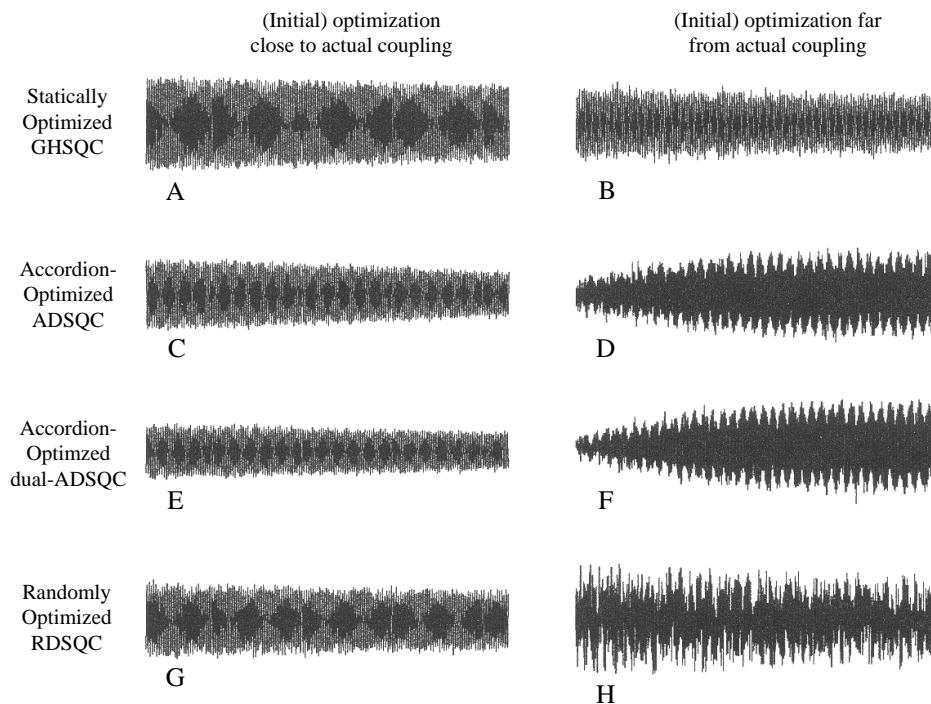 (Initial) optimization
close to actual coupling
(Initial) optimization far
from actual coupling
Statically
Optimized
GHSQC
A
B
Accordion-
Optimized
ADSQC
C
D
Accordion-
Optimzed
dual-ADSQC
E
F
Randomly
Optimized
RDSQC
G
H